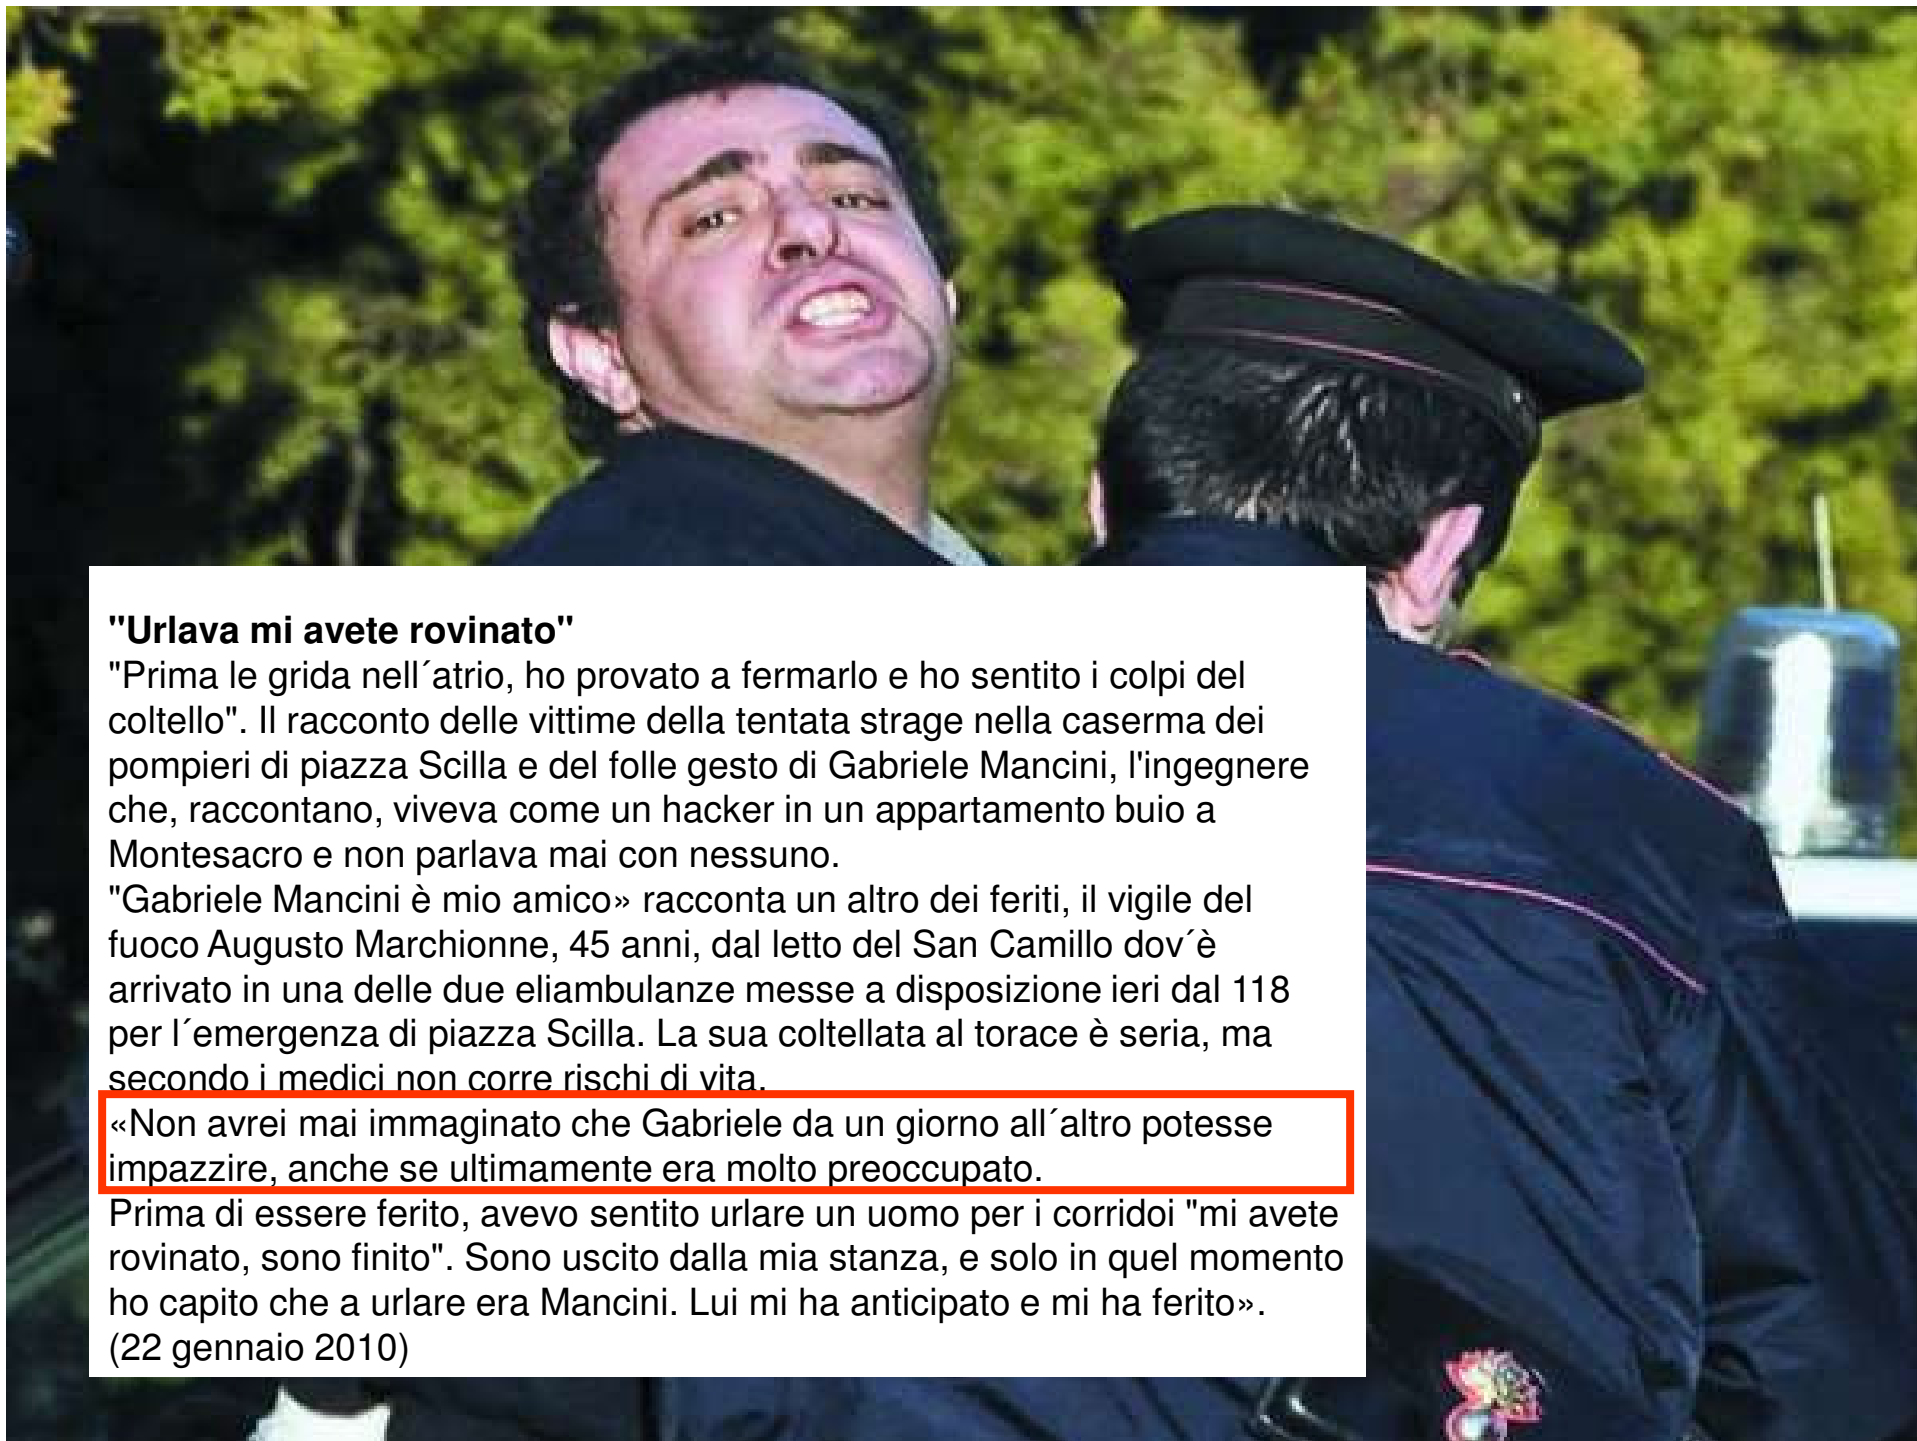 "Urlava mi avete rovinato"
"Prima le grida nell´atrio, ho provato a fermarlo e ho sentito i colpi del
coltello". Il racconto delle vittime della tentata strage nella caserma dei
pompieri di piazza Scilla e del folle gesto di Gabriele Mancini, l'ingegnere
che, raccontano, viveva come un hacker in un appartamento buio a
Montesacro e non parlava mai con nessuno.
"Gabriele Mancini è mio amico» racconta un altro dei feriti, il vigile del
fuoco Augusto Marchionne, 45 anni, dal letto del San Camillo dov´è
arrivato in una delle due eliambulanze messe a disposizione ieri dal 118
per l´emergenza di piazza Scilla. La sua coltellata al torace è seria, ma
secondo i medici non corre rischi di vita.
«Non avrei mai immaginato che Gabriele da un giorno all´altro potesse
impazzire, anche se ultimamente era molto preoccupato.
Prima di essere ferito, avevo sentito urlare un uomo per i corridoi "mi avete
rovinato, sono finito". Sono uscito dalla mia stanza, e solo in quel momento
ho capito che a urlare era Mancini. Lui mi ha anticipato e mi ha ferito».
(22 gennaio 2010)